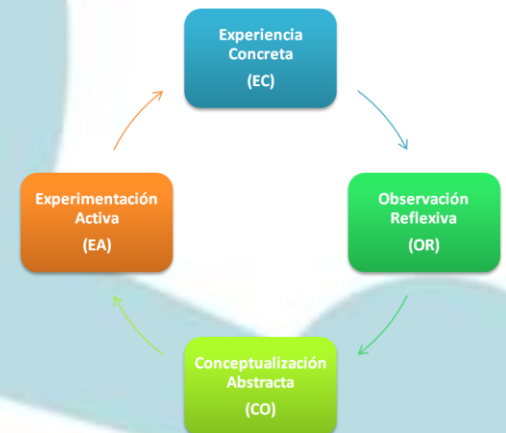 Experiencia
Concreta
(EC)
Observación
Reflexiva
(OR)
Conceptualización
Abstracta
(CO)
Experimentación
Activa
(EA)